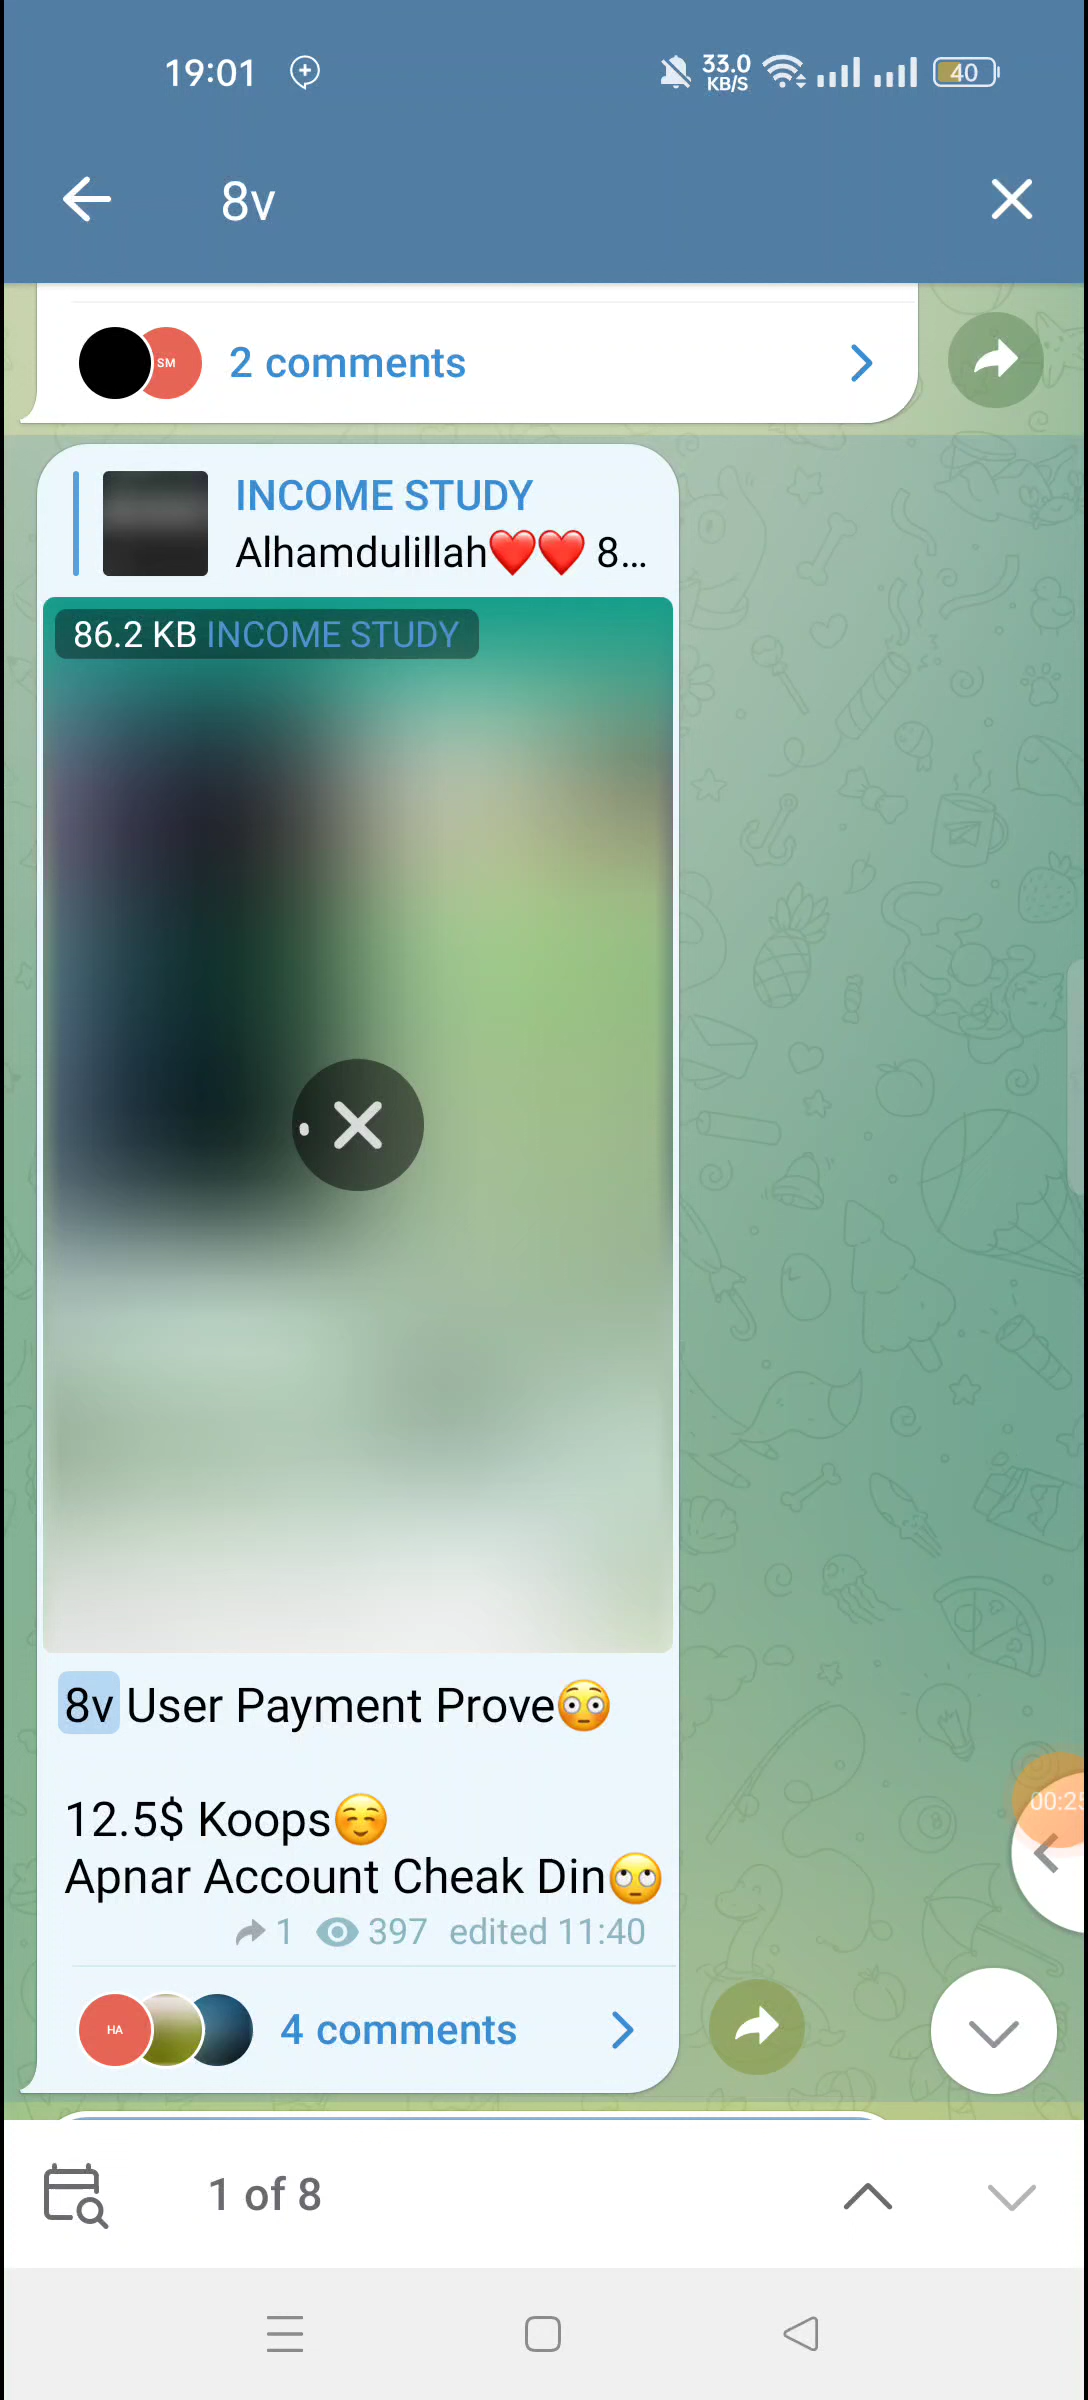 19:01
33.0
KB/S
40
8v
SM
2 comments
INCOME STUDY
Alhamdulillah❤️❤️ 8...
86.2 KB INCOME STUDY
8v User Payment Prove😳
12.5$ Koops☺️
Apnar Account Cheak Din🙄
1 397 edited 11:40
00:25
HA
4 comments
1 of 8